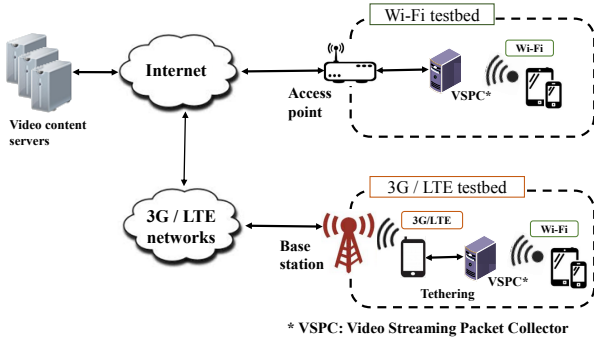 Wi-Fi testbed
Internet
Wi-Fi
Access
point
VSPC*
Video content
servers
3G / LTE testbed
3G / LTE
networks
3G/LTE
Wi-Fi
Base
station
VSPC*
Tethering
* VSPC: Video Streaming Packet Collector